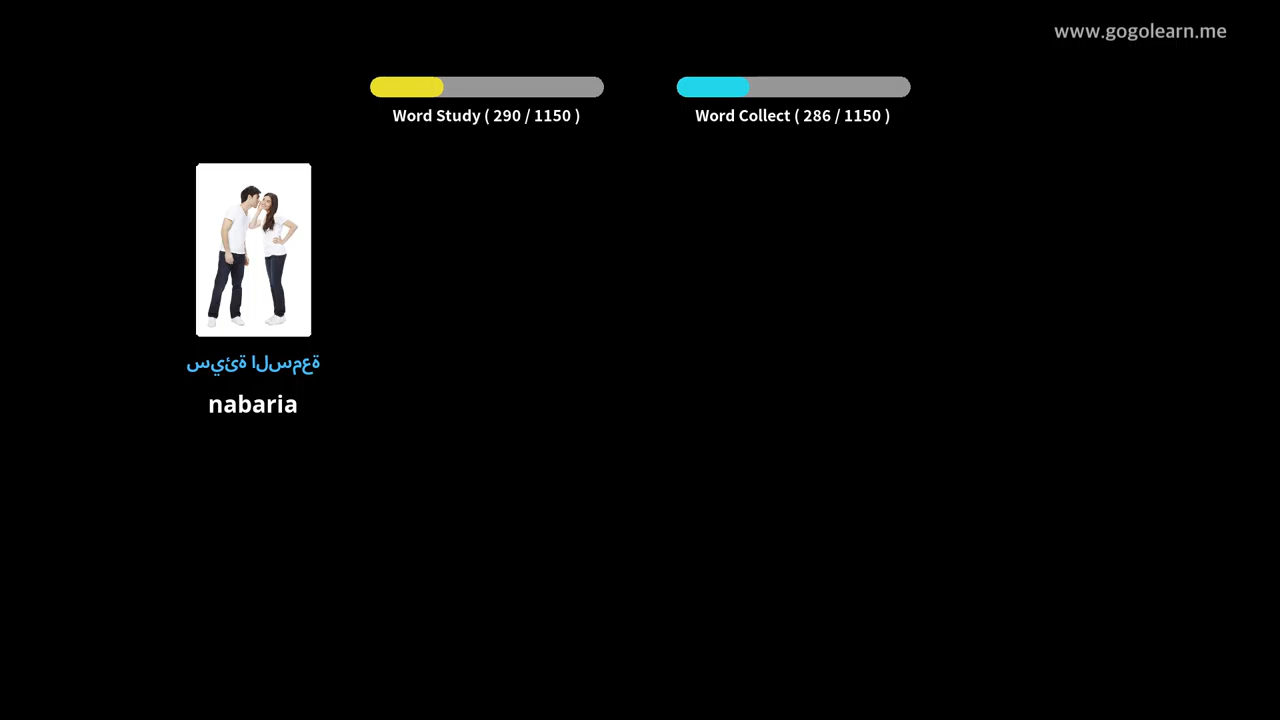 www.gogolearn.me
Word Study ( 290 / 1150 )
Word Collect ( 286 / 1150 )
سيئة السمعة
nabaria